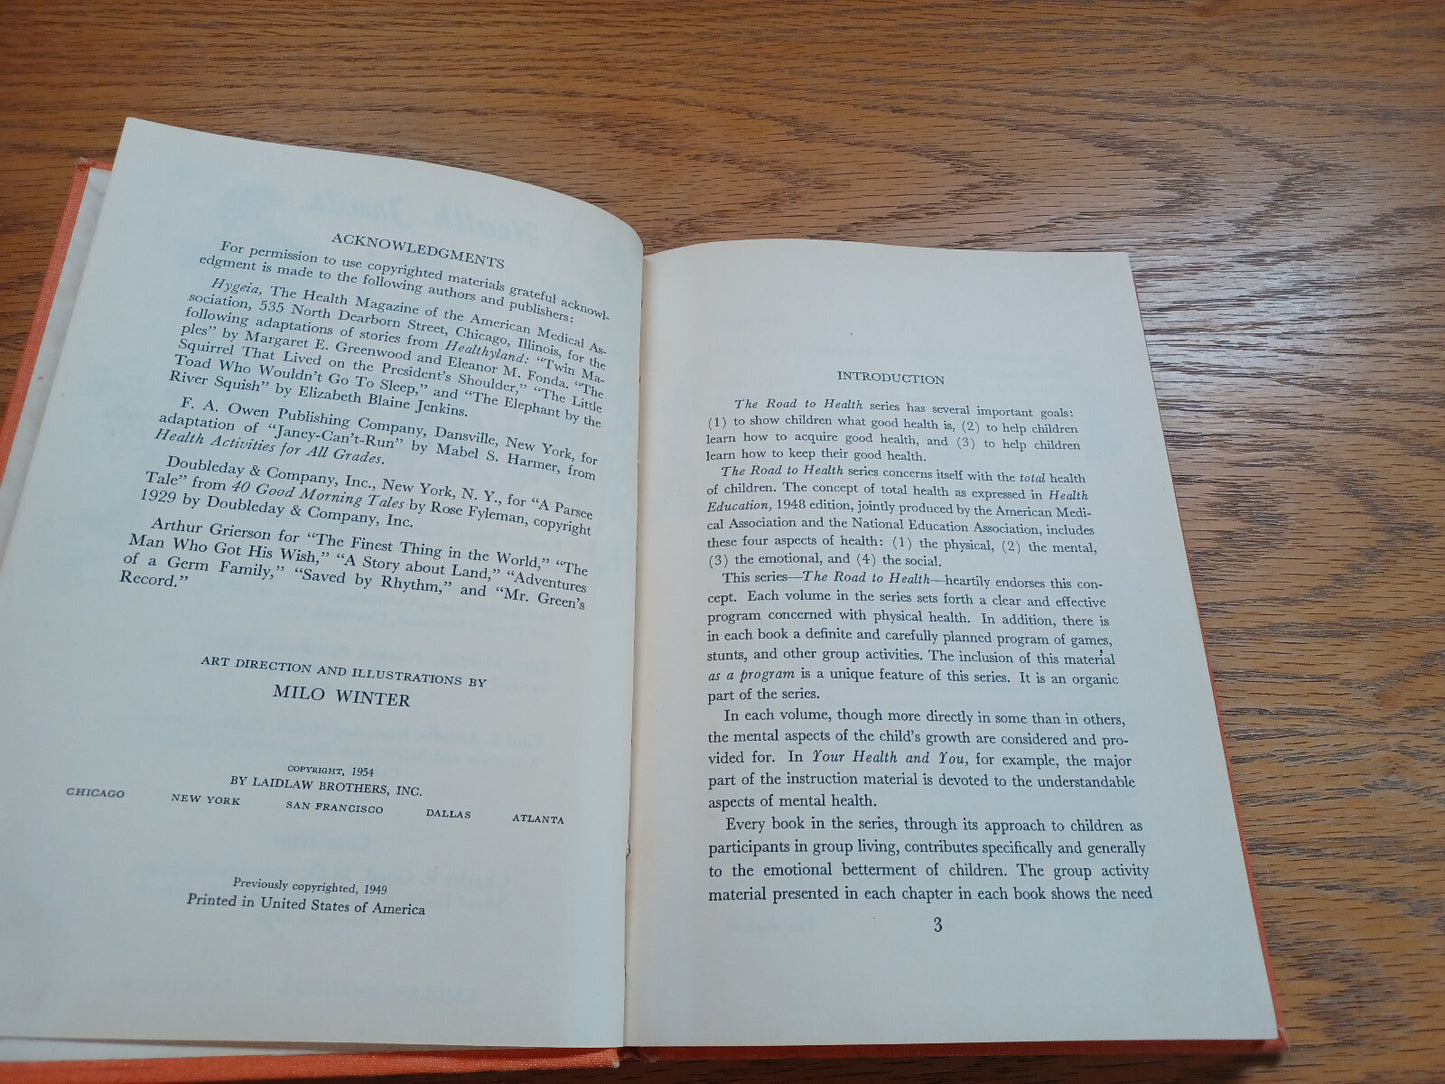 ACKNOWLEDGMENTS
For permission to use copyrighted materials grateful acknowl-
edgment is made to the following authors and publishers:
Hygeia, The Health Magazine of the American Medical As-
sociation, 535 North Dearborn Street, Chicago, Illinois, for the
following adaptations of stories from Healthyland: "Twin Ma-
ples" by Margaret E. Greenwood and Eleanor M. Fonda. "The
Squirrel That Lived on the President's Shoulder," "The Little
Toad Who Wouldn't Go To Sleep," and "The Elephant by the
River Squish" by Elizabeth Blaine Jenkins.
F. A. Owen Publishing Company, Dansville, New York, for
adaptation of "Janey-Can't-Run" by Mabel S. Harmer, from
Health Activities for All Grades.
Doubleday & Company, Inc., New York, N. Y., for "A Parsee
Tale" from 40 Good Morning Tales by Rose Fyleman, copyright
1929 by Doubleday & Company, Inc.
Arthur Grierson for "The Finest Thing in the World," "The
Man Who Got His Wish," "A Story about Land," "Adventures
of a Germ Family," "Saved by Rhythm," and "Mr. Green's
Record."
ART DIRECTION AND ILLUSTRATIONS BY
MILO WINTER
COPYRIGHT, 1954
BY LAIDLAW BROTHERS, INC.
CHICAGO NEW YORK SAN FRANCISCO DALLAS ATLANTA
Previously copyrighted, 1949
Printed in United States of America
INTRODUCTION
The Road to Health series has several important goals:
(1) to show children what good health is, (2) to help children
learn how to acquire good health, and (3) to help children
learn how to keep their good health.
The Road to Health series concerns itself with the total health
of children. The concept of total health as expressed in Health
Education, 1948 edition, jointly produced by the American Medi-
cal Association and the National Education Association, includes
these four aspects of health: (1) the physical, (2) the mental,
(3) the emotional, and (4) the social.
This series—The Road to Health—heartily endorses this con-
cept. Each volume in the series sets forth a clear and effective
program concerned with physical health. In addition, there is
in each book a definite and carefully planned program of games,
stunts, and other group activities. The inclusion of this material
as a program is a unique feature of this series. It is an organic
part of the series.
In each volume, though more directly in some than in others,
the mental aspects of the child's growth are considered and pro-
vided for. In Your Health and You, for example, the major
part of the instruction material is devoted to the understandable
aspects of mental health.
Every book in the series, through its approach to children as
participants in group living, contributes specifically and generally
to the emotional betterment of children. The group activity
material presented in each chapter in each book shows the need
3